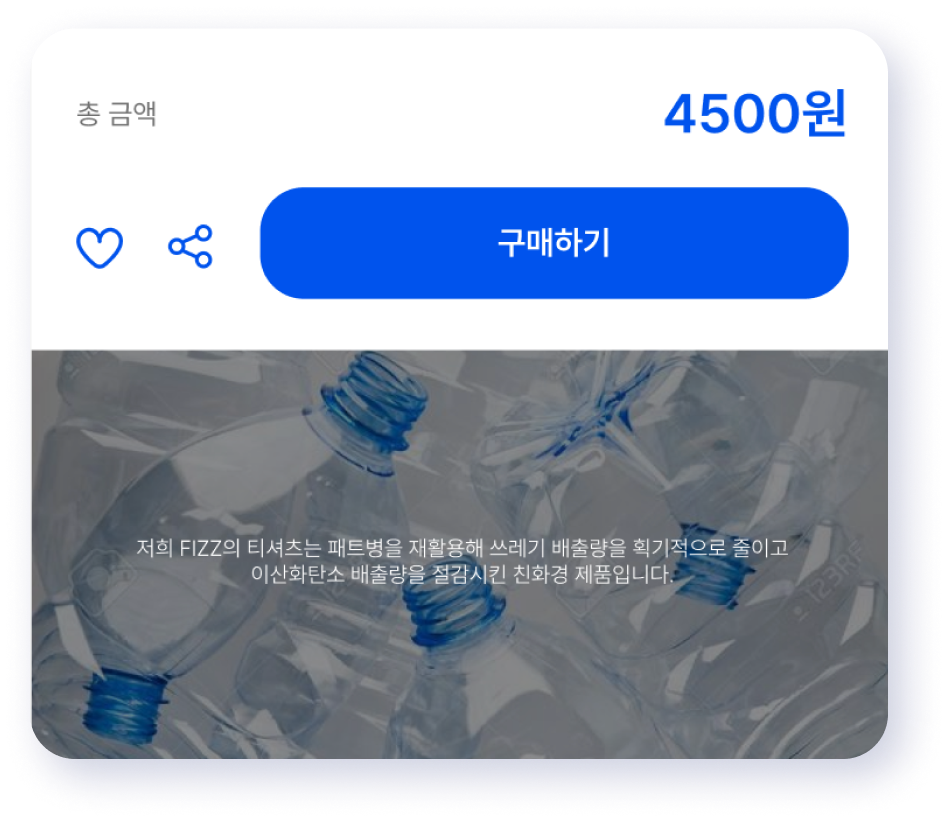 총 금액
4500원
구매하기
저희 FIZZ의 티셔츠는 패트병을 재활용해 쓰레기 배출량을 획기적으로 줄이고
이산화탄소 배출량을 절감시킨 친화경 제품입니다.
123RF